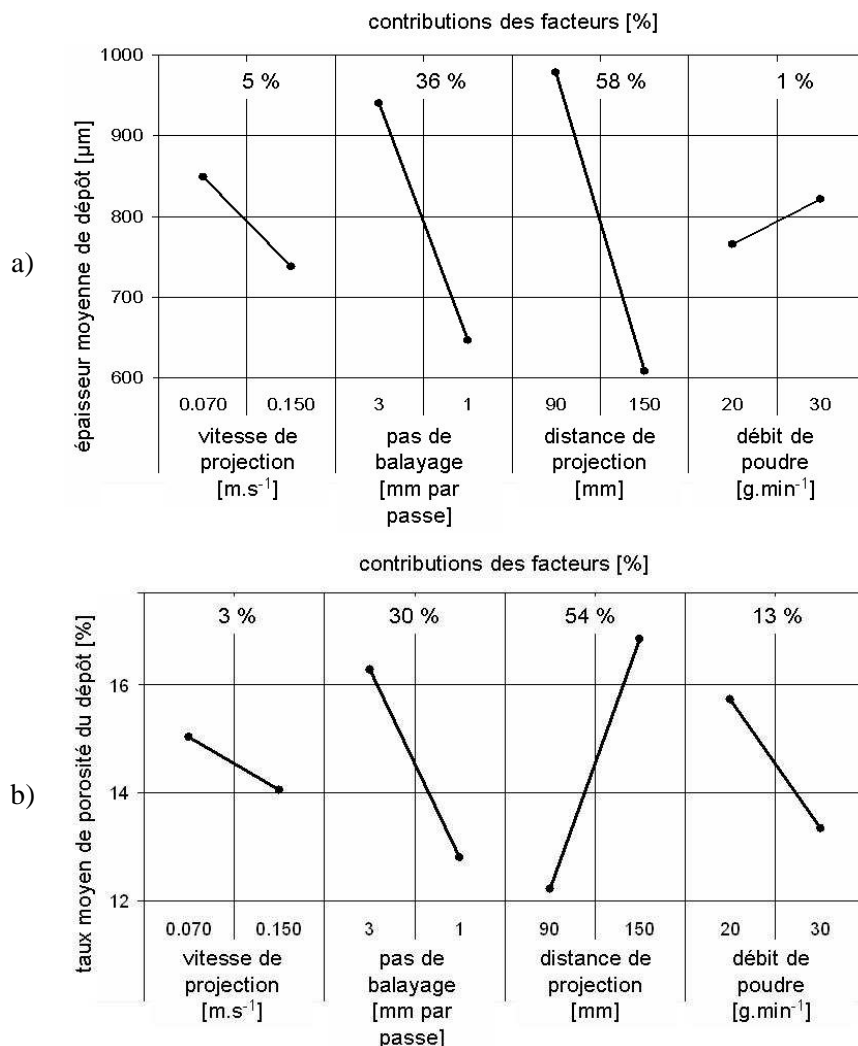 contributions des facteurs [%]
1000
5 %
36 %
58 %
1 %
900
800
700
600
épaisseur moyenne de dépôt [µm]
a)
0.070 0.150
3 1
90 150
20 30
vitesse de
projection
[m.s-1]
pas de
balayage
[mm par
passe]
distance de
projection
[mm]
débit de
poudre
[g.min-1]
contributions des facteurs [%]
3 %
30 %
54 %
13 %
16
14
12
taux moyen de porosité du dépôt [%]
b)
0.070 0.150
3 1
90 150
20 30
vitesse de
projection
[m.s-1]
pas de
balayage
[mm par
passe]
distance de
projection
[mm]
débit de
poudre
[g.min-1]